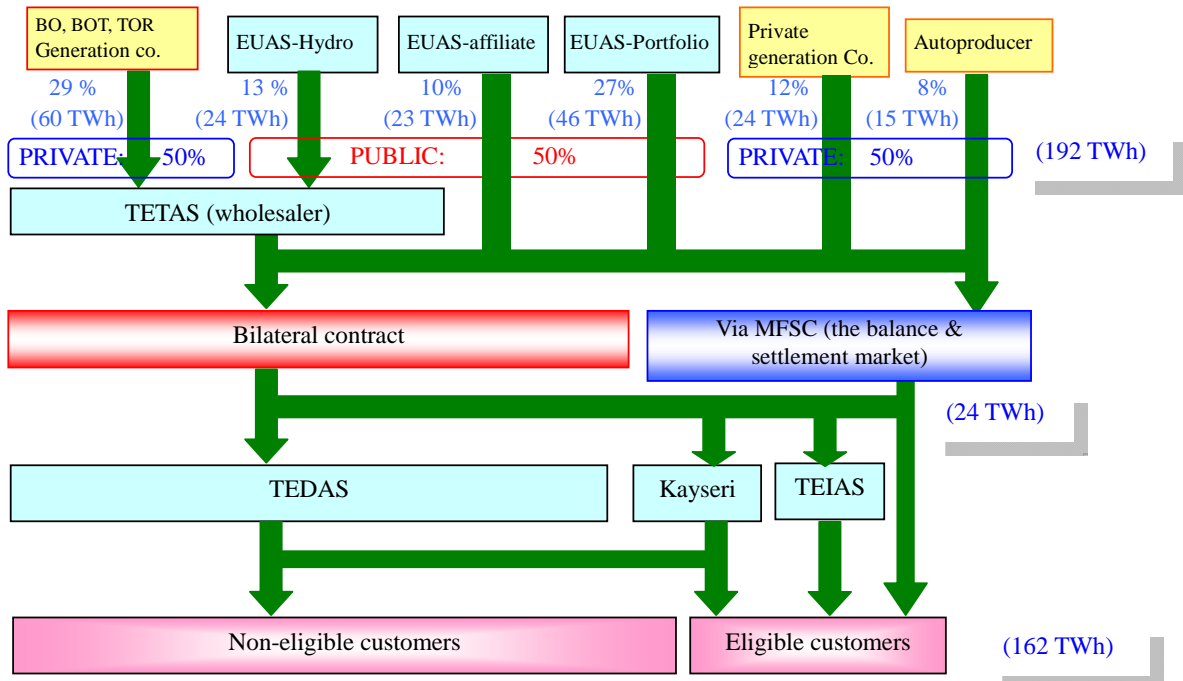 BO, BOT, TOR
Generation co.
EUAS-Hydro
EUAS-affiliate
EUAS-Portfolio
Private
generation Co.
Autoproducer
29 %
(60 TWh)
13 %
(24 TWh)
10%
(23 TWh)
27%
(46 TWh)
12%
(24 TWh)
8%
(15 TWh)
PRIVATE: 50%
PUBLIC: 50%
PRIVATE: 50%
(192 TWh)
TETAS (wholesaler)
Bilateral contract
Via MFSC (the balance &
settlement market)
(24 TWh)
TEDAS
Kayseri
TEIAS
Non-eligible customers
Eligible customers
(162 TWh)